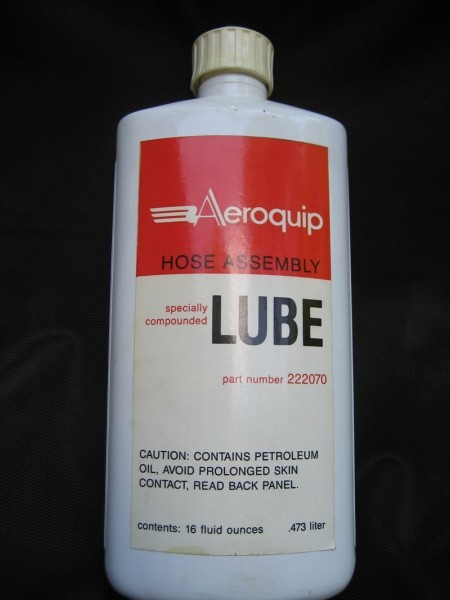 Aeroquip
HOSE ASSEMBLY
specially
compounded
LUBE
part number 222070
CAUTION: CONTAINS PETROLEUM
OIL, AVOID PROLONGED SKIN
CONTACT, READ BACK PANEL.
contents: 16 fluid ounces .473 liter